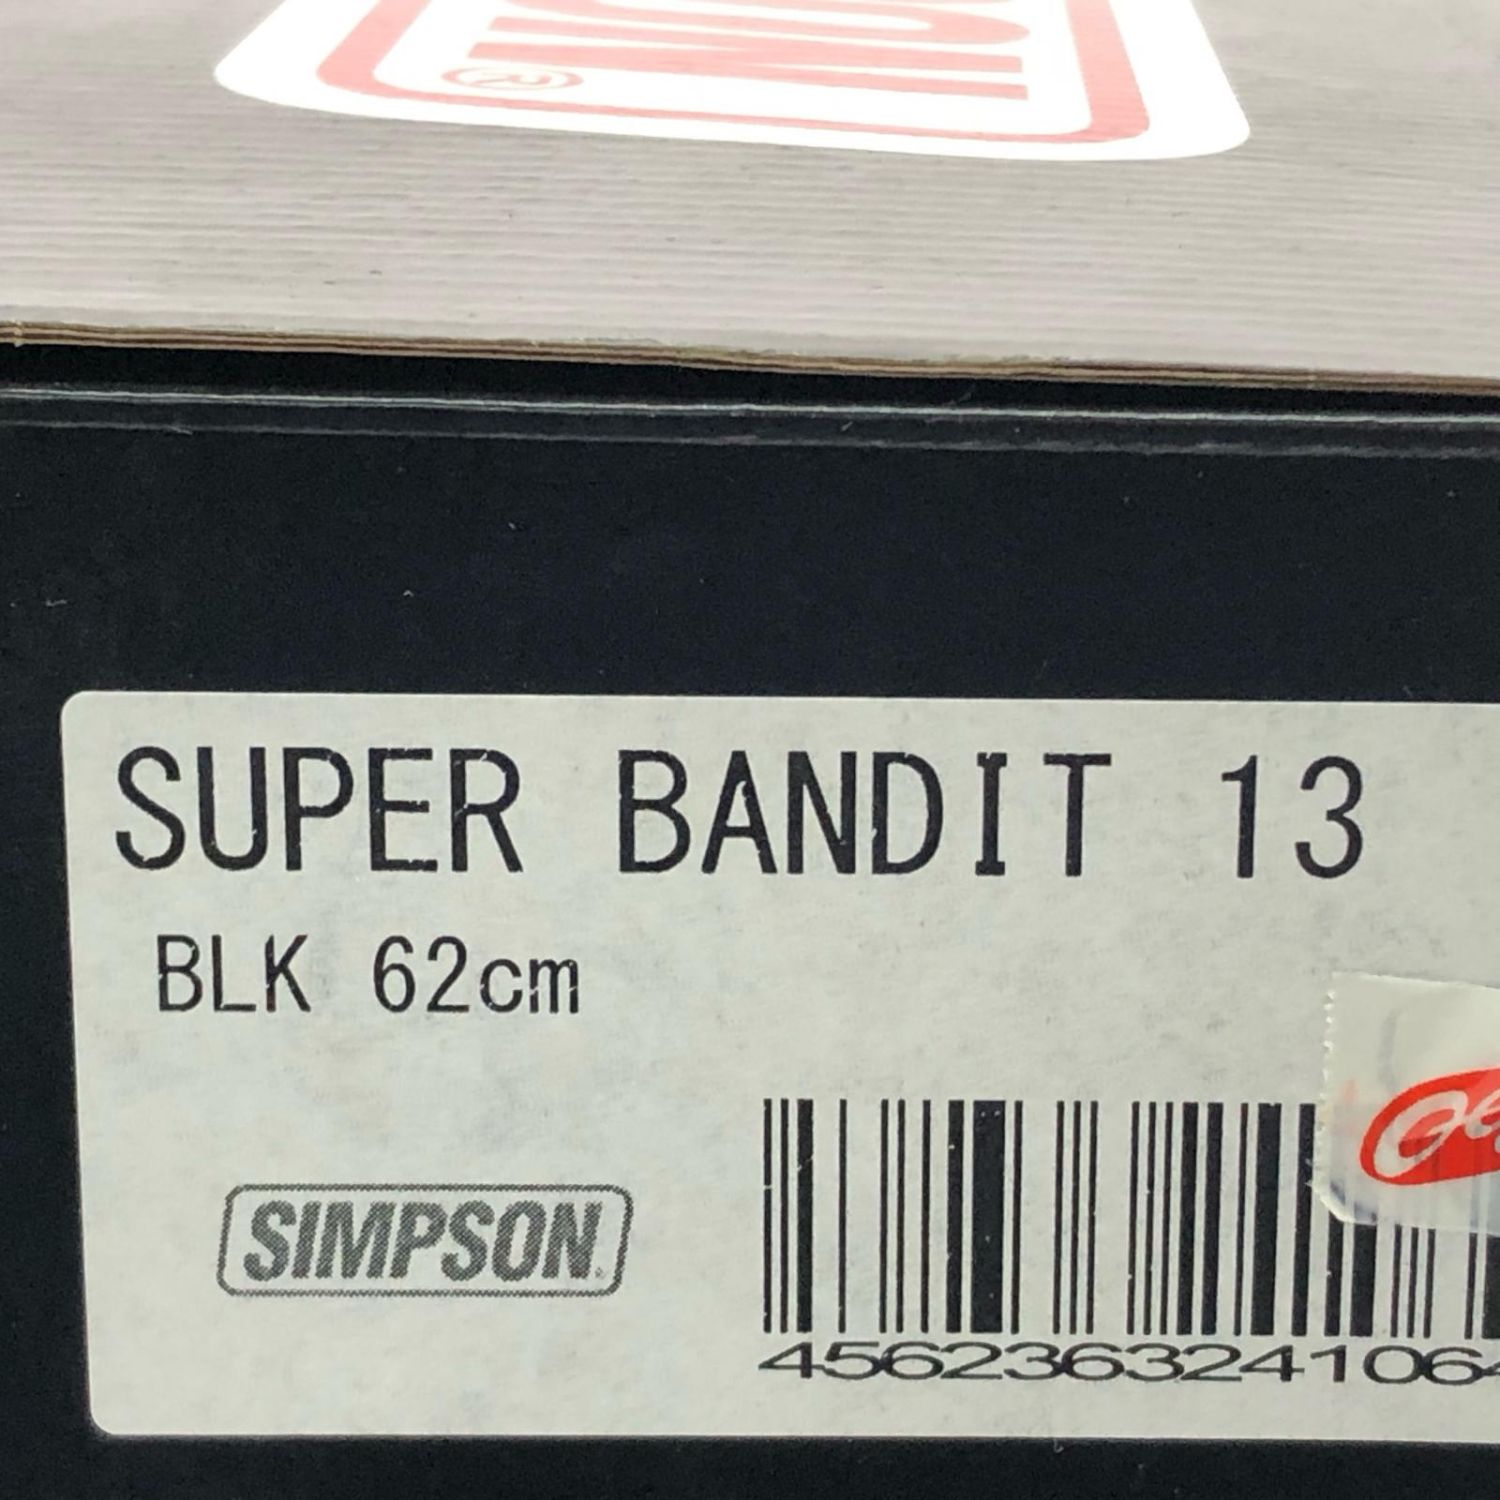 SUPER BANDIT 13
BLK 62cm
SIMPSON
456236324106